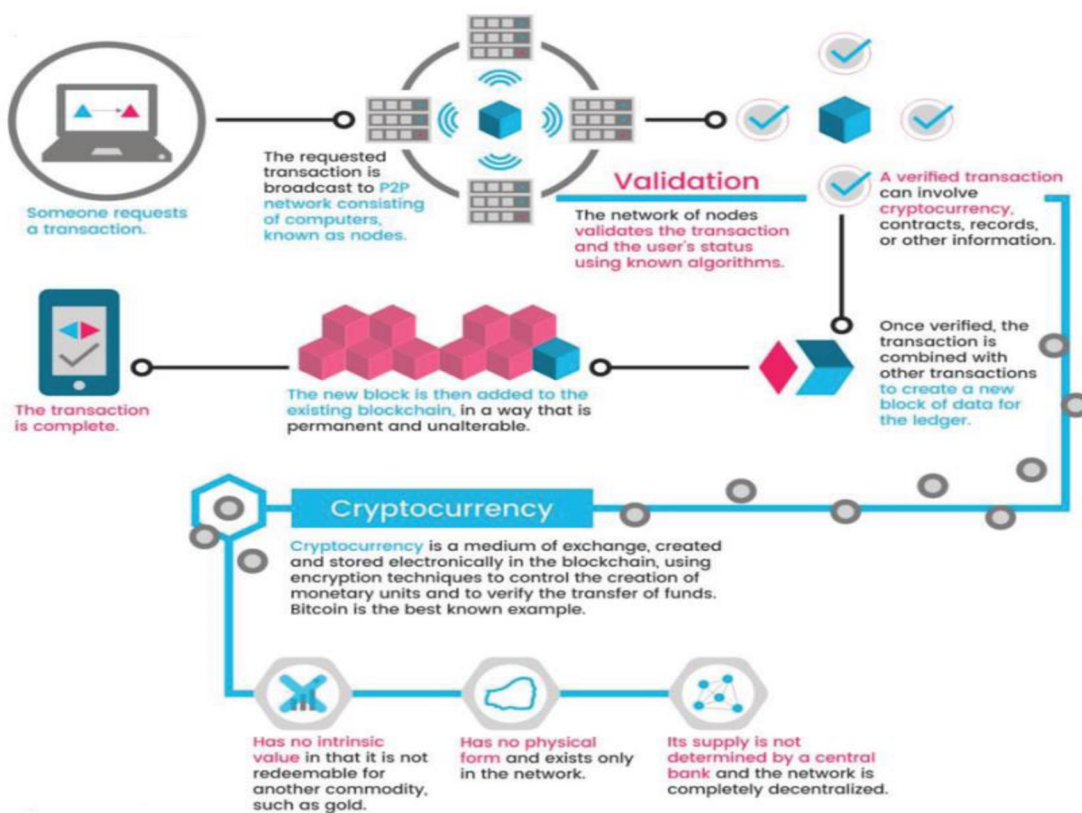 Someone requests
a transaction.
The requested
transaction is
broadcast to P2P
network consisting
of computers,
known as nodes.
Validation
The network of nodes
validates the transaction
and the user's status
using known algorithms.
A verified transaction
can involve
cryptocurrency,
contracts, records,
or other information.
Once verified, the
transaction is
combined with
other transactions
to create a new
block of data for
the ledger.
The new block is then added to the
existing blockchain, in a way that is
permanent and unalterable.
The transaction
is complete.
Cryptocurrency
Cryptocurrency is a medium of exchange, created
and stored electronically in the blockchain, using
encryption techniques to control the creation of
monetary units and to verify the transfer of funds.
Bitcoin is the best known example.
Has no intrinsic
value in that it is not
redeemable for
another commodity,
such as gold.
Has no physical
form and exists only
in the network.
Its supply is not
determined by a central
bank and the network is
completely decentralized.